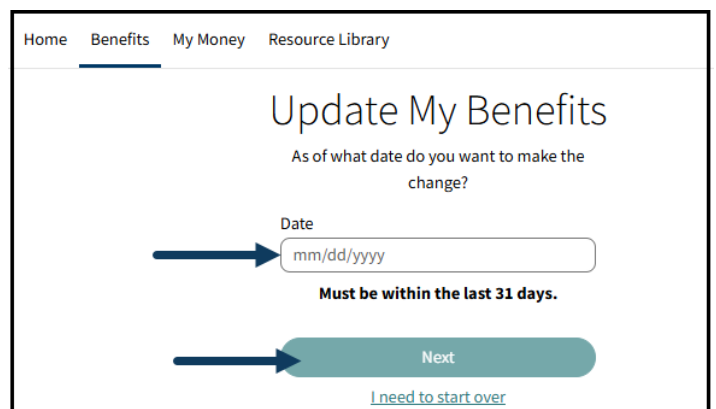 Home Benefits My Money Resource Library
Update My Benefits
As of what date do you want to make the
change?
Date
mm/dd/yyyy
Must be within the last 31 days.
Next
I need to start over